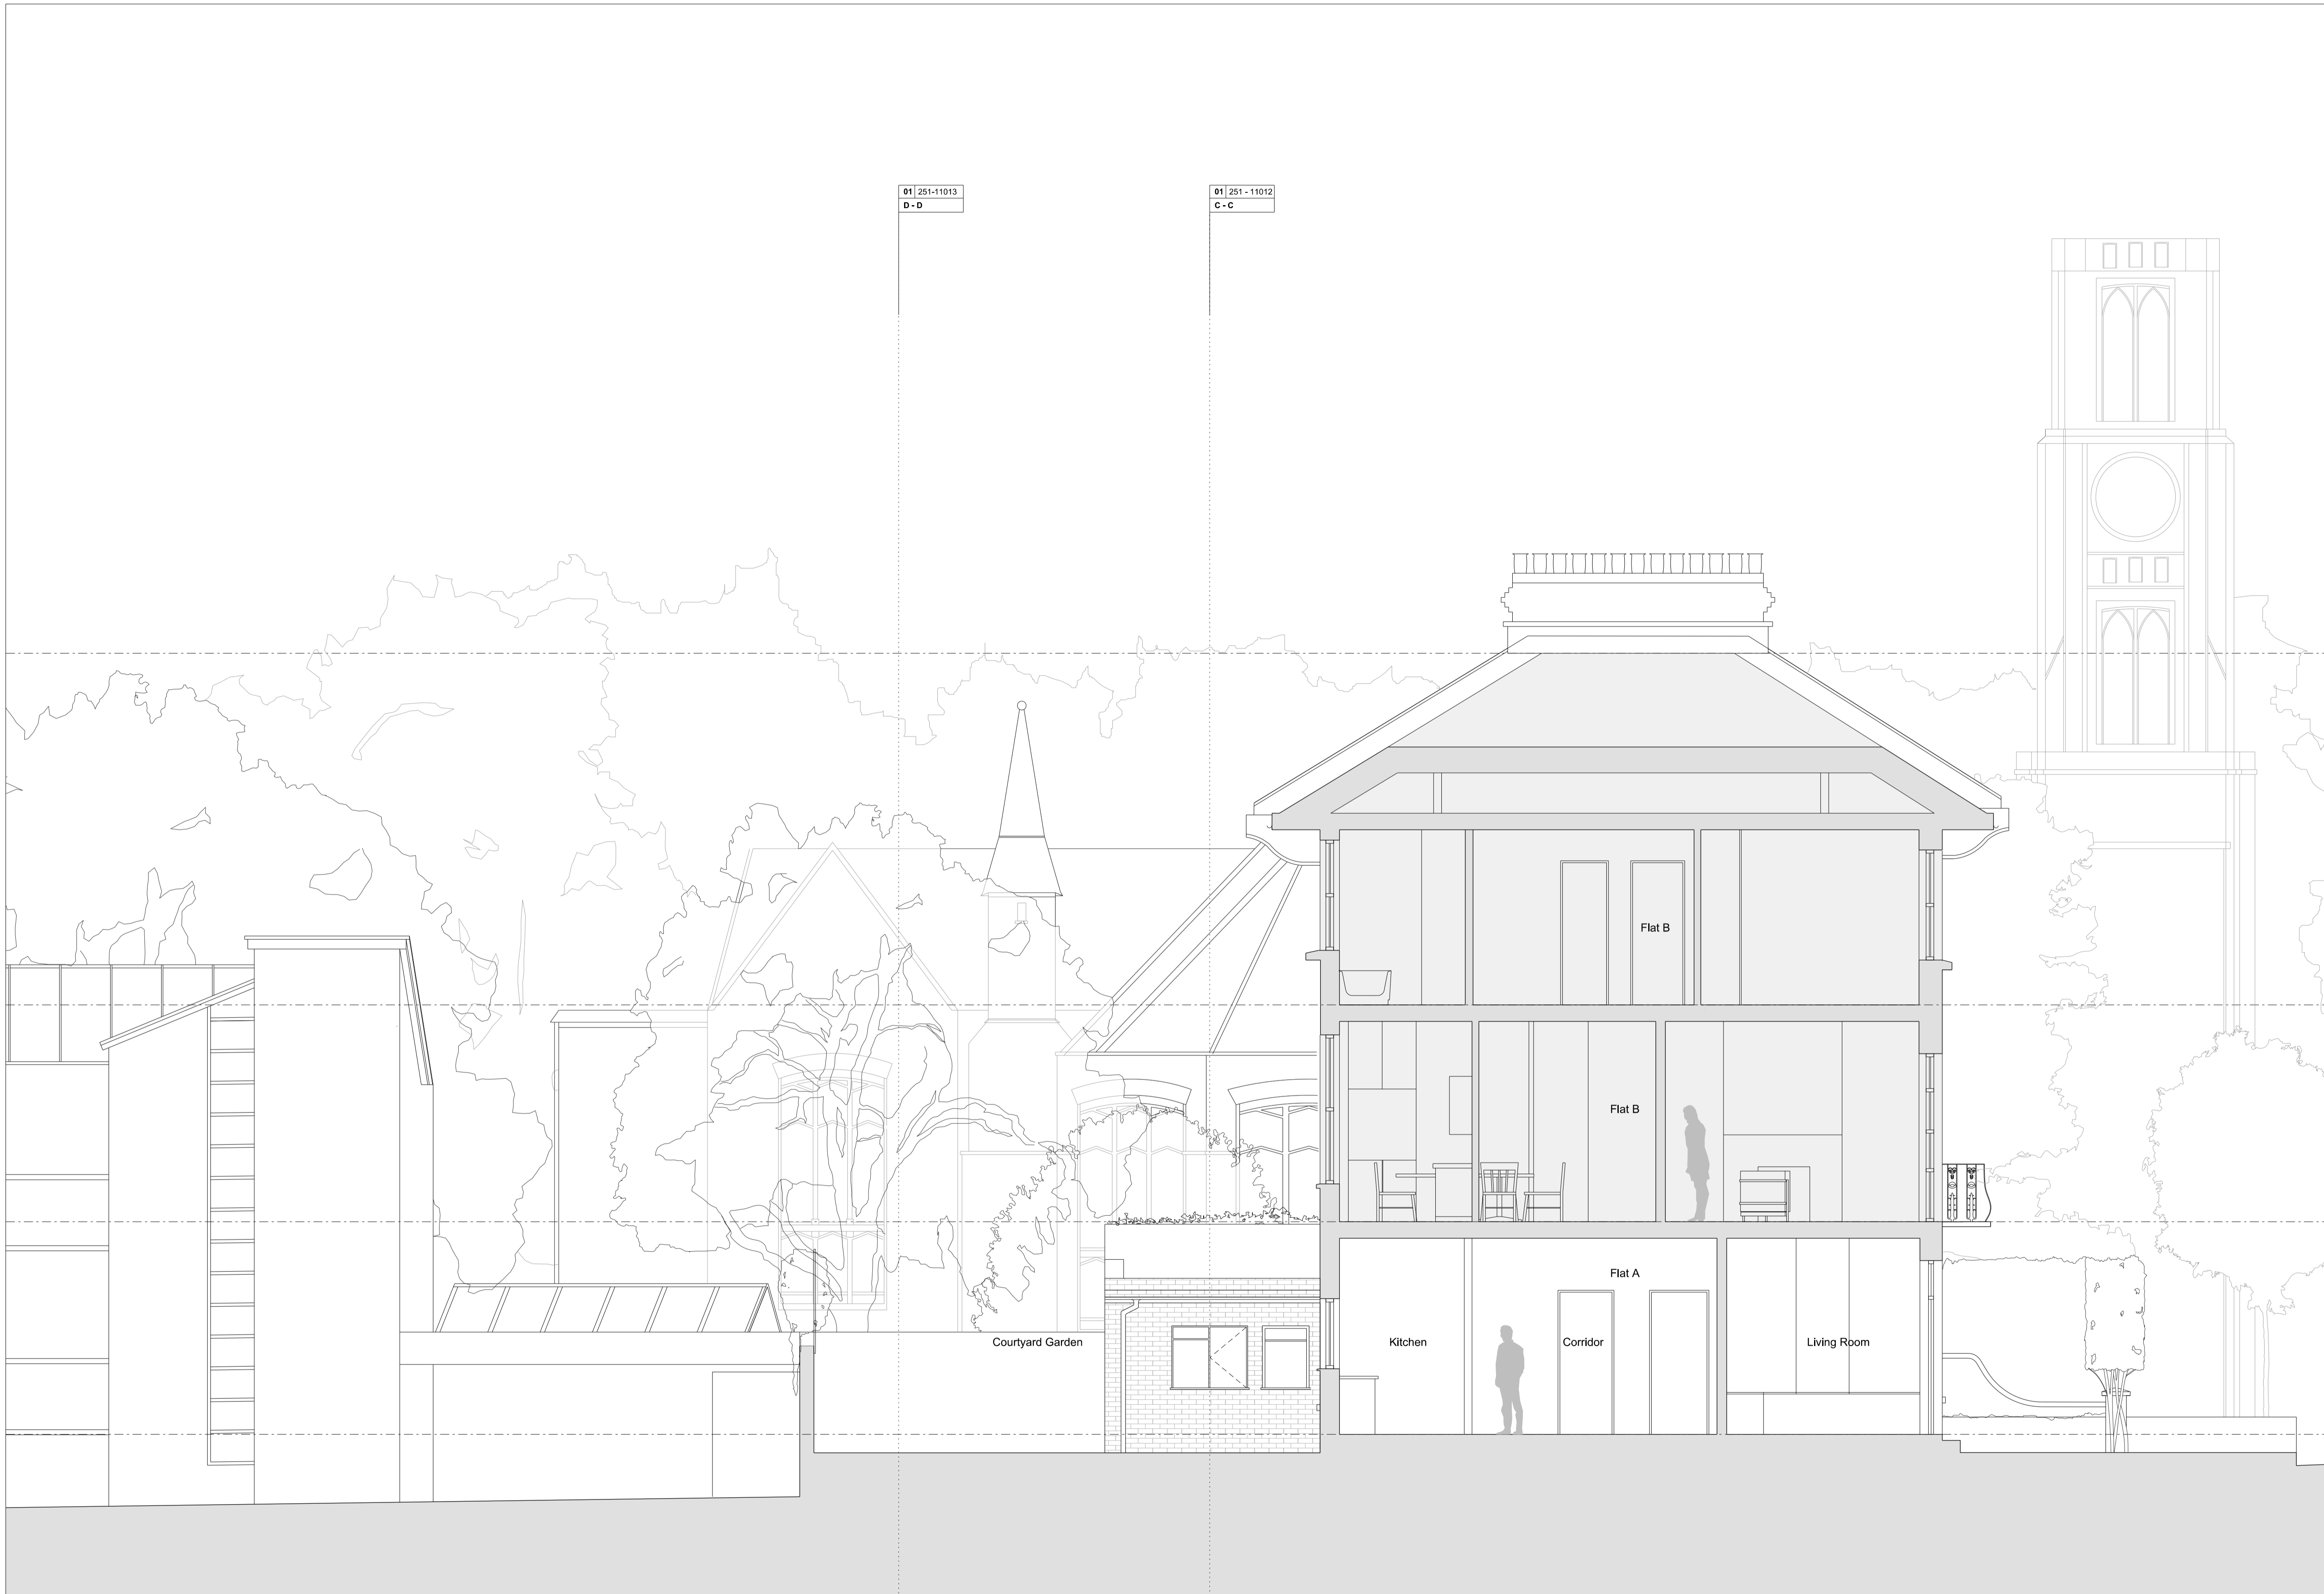 01 251-11013
D - D
01 251 - 11012
C - C
Flat B
Flat B
Flat A
Courtyard Garden
Kitchen
Corridor
Living Room